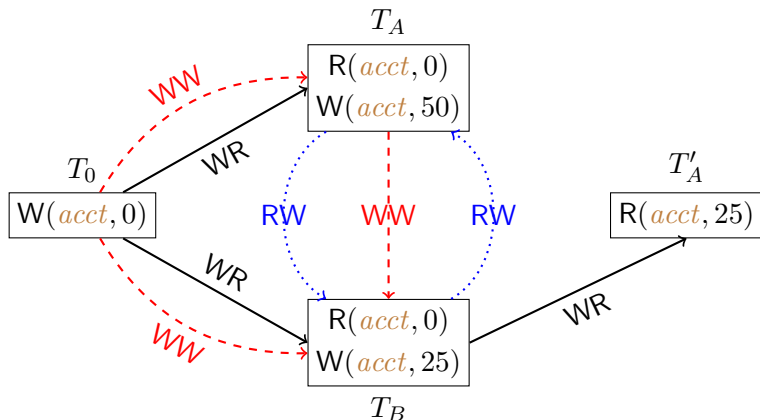 T_A
R(acct, 0)
W(acct, 50)
WW
WR
T_0
W(acct, 0)
RW
WW
RW
T'_A
R(acct, 25)
WR
WW
R(acct, 0)
W(acct, 25)
WR
T_B